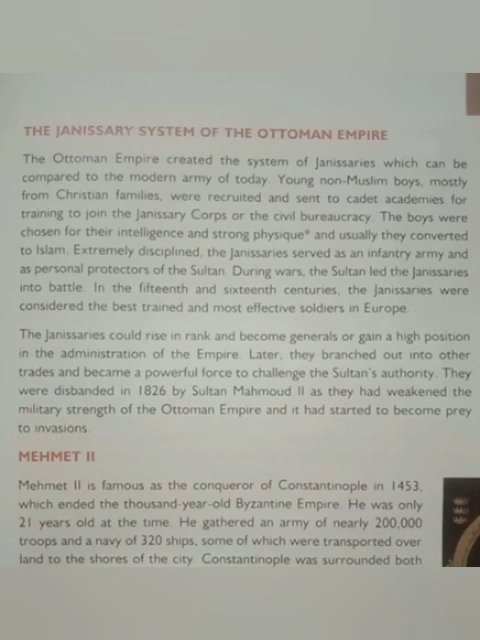 THE JANISSARY SYSTEM OF THE OTTOMAN EMPIRE
The Ottoman Empire created the system of Janissaries which can be
compared to the modern army of today. Young non-Muslim boys, mostly
from Christian families, were recruited and sent to cadet academies for
training to join the Janissary Corps or the civil bureaucracy. The boys were
chosen for their intelligence and strong physique* and usually they converted
to Islam. Extremely disciplined, the Janissaries served as an infantry army and
as personal protectors of the Sultan. During wars, the Sultan led the Janissaries
into battle. In the fifteenth and sixteenth centuries, the Janissaries were
considered the best trained and most effective soldiers in Europe.
The Janissaries could rise in rank and become generals or gain a high position
in the administration of the Empire. Later, they branched out into other
trades and became a powerful force to challenge the Sultan's authority. They
were disbanded in 1826 by Sultan Mahmoud II as they had weakened the
military strength of the Ottoman Empire and it had started to become prey
to invasions.
MEHMET II
Mehmet II is famous as the conqueror of Constantinople in 1453,
which ended the thousand-year-old Byzantine Empire. He was only
21 years old at the time. He gathered an army of nearly 200,000
troops and a navy of 320 ships, some of which were transported over
land to the shores of the city. Constantinople was surrounded both